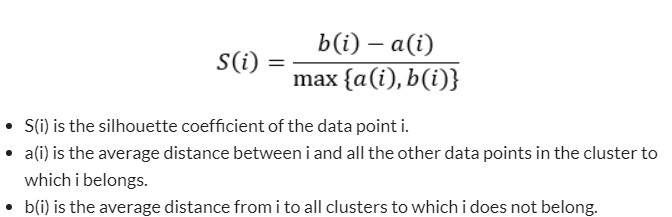 S(i) = b(i) − a(i) / max {a(i), b(i)}
• S(i) is the silhouette coefficient of the data point i.
• a(i) is the average distance between i and all the other data points in the cluster to
which i belongs.
• b(i) is the average distance from i to all clusters to which i does not belong.